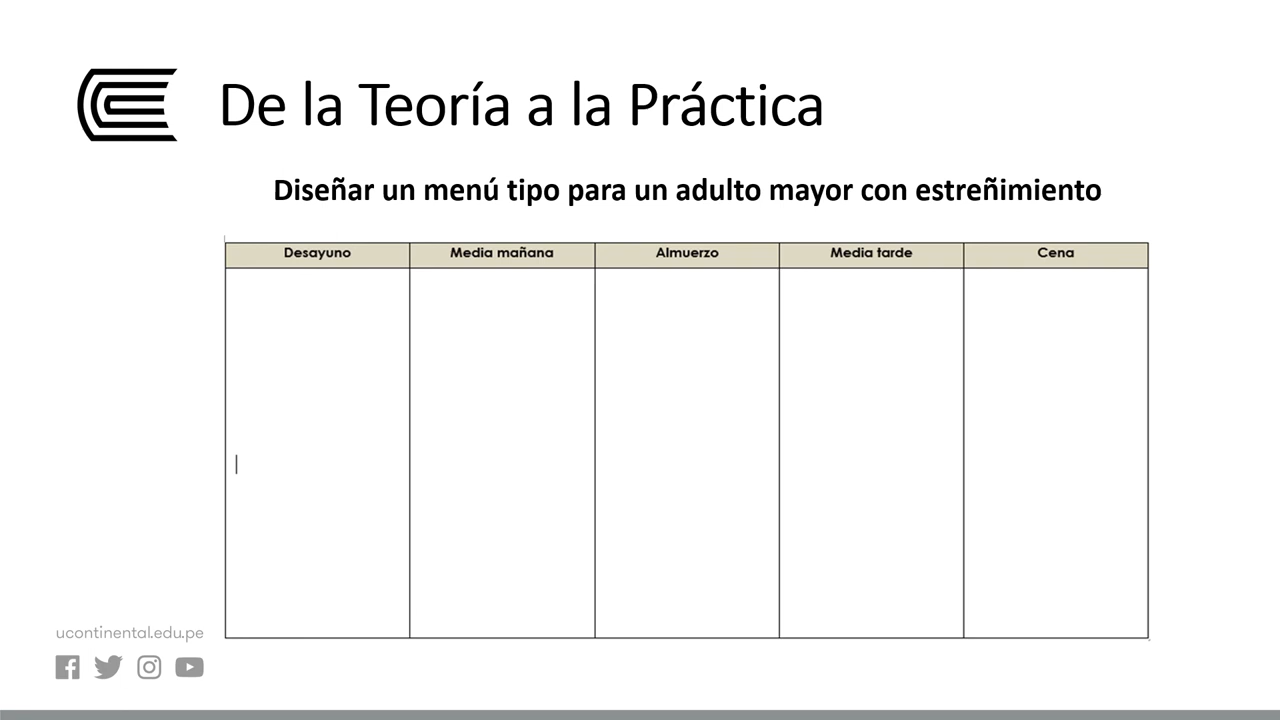 De la Teoría a la Práctica
Diseñar un menú tipo para un adulto mayor con estreñimiento
Desayuno Media mañana Almuerzo Media tarde Cena
ucontinental.edu.pe